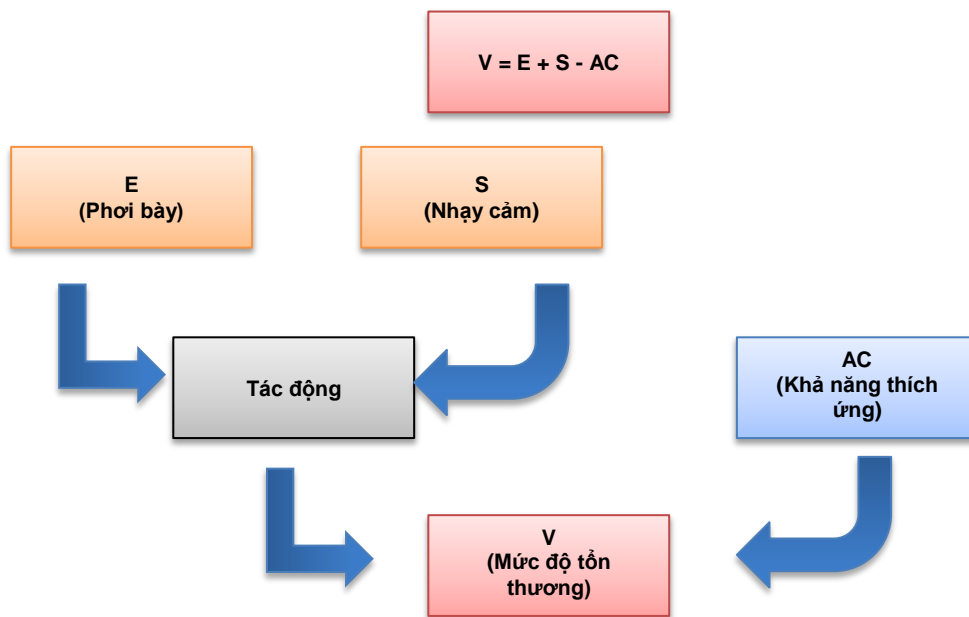 V = E + S - AC
E
(Phơi bày)
S
(Nhạy cảm)
Tác động
AC
(Khả năng thích
ứng)
V
(Mức độ tổn
thương)